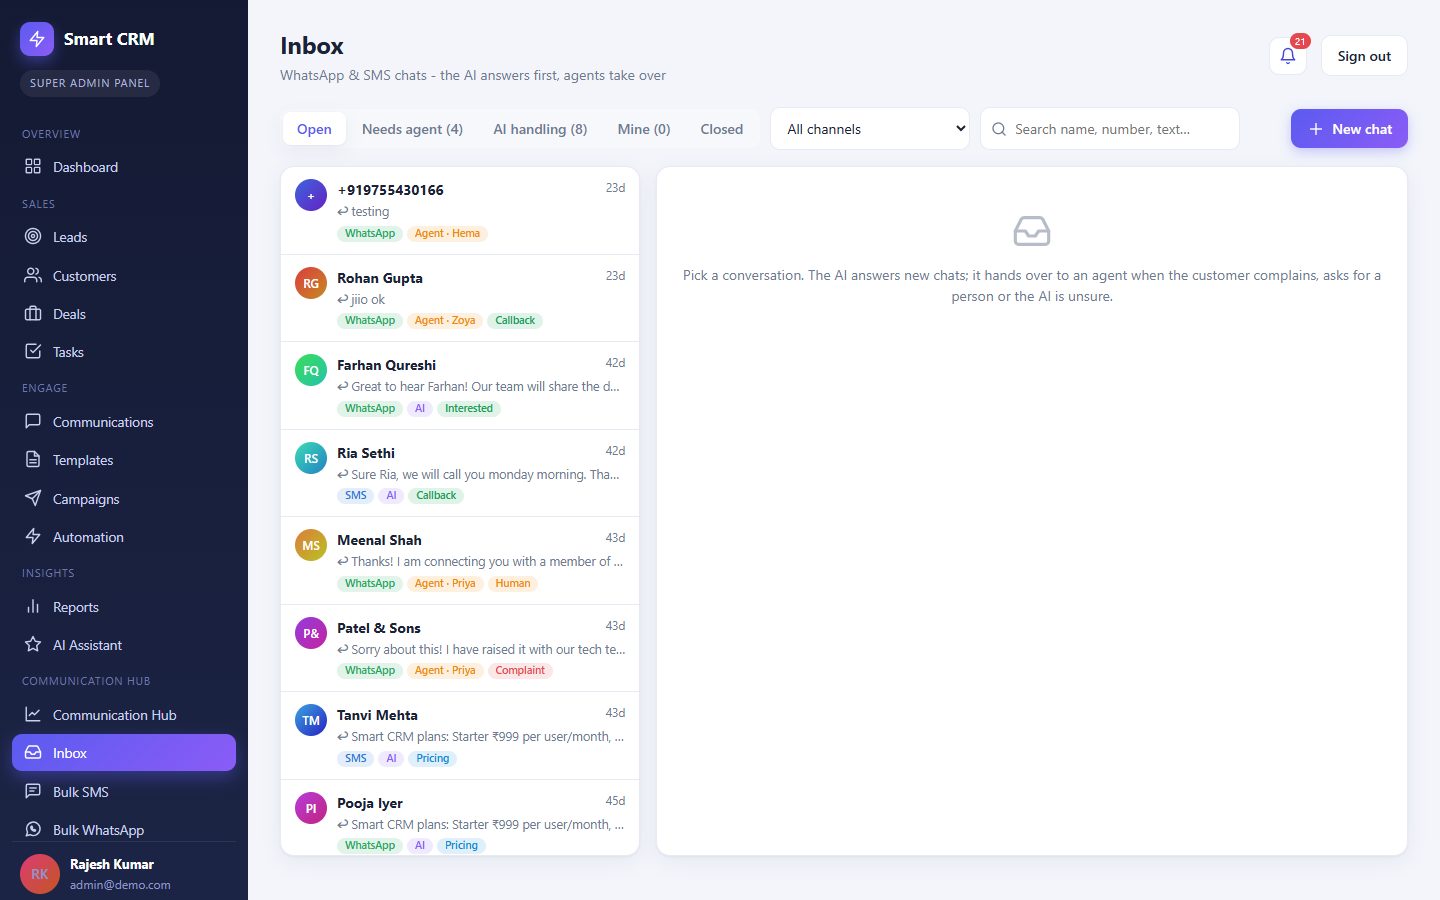 Smart CRM
SUPER ADMIN PANEL
OVERVIEW
Dashboard
SALES
Leads
Customers
Deals
Tasks
ENGAGE
Communications
Templates
Campaigns
Automation
INSIGHTS
Reports
AI Assistant
COMMUNICATION HUB
Communication Hub
Inbox
Bulk SMS
Bulk WhatsApp
RK
Rajesh Kumar
admin@demo.com
Inbox
WhatsApp & SMS chats - the AI answers first, agents take over
21
Sign out
Open
Needs agent (4)
AI handling (8)
Mine (0)
Closed
All channels
Search name, number, text...
New chat
+
+919755430166
23d
testing
WhatsApp
Agent · Hema
RG
Rohan Gupta
23d
jiio ok
WhatsApp
Agent · Zoya
Callback
FQ
Farhan Qureshi
42d
Great to hear Farhan! Our team will share the d...
WhatsApp
AI
Interested
RS
Ria Sethi
42d
Sure Ria, we will call you monday morning. Tha...
SMS
AI
Callback
MS
Meenal Shah
43d
Thanks! I am connecting you with a member of ...
WhatsApp
Agent · Priya
Human
P&
Patel & Sons
43d
Sorry about this! I have raised it with our tech te...
WhatsApp
Agent · Priya
Complaint
TM
Tanvi Mehta
43d
Smart CRM plans: Starter ₹999 per user/month, ...
SMS
AI
Pricing
PI
Pooja Iyer
45d
Smart CRM plans: Starter ₹999 per user/month, ...
WhatsApp
AI
Pricing
Pick a conversation. The AI answers new chats; it hands over to an agent when the customer complains, asks for a
person or the AI is unsure.